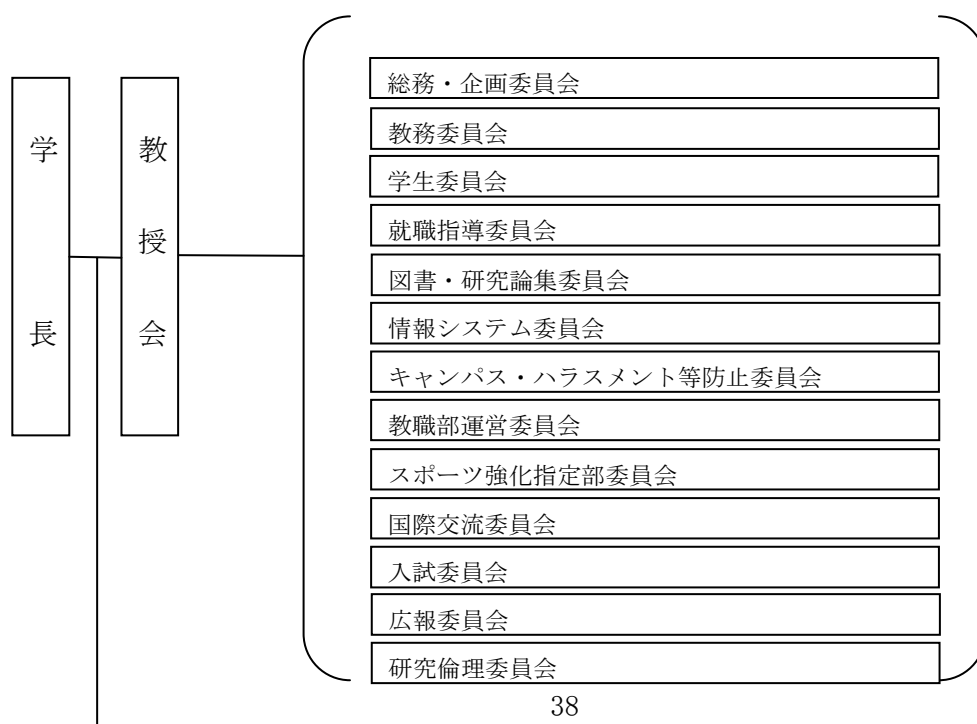 学長
教授会
総務・企画委員会
教務委員会
学生委員会
就職指導委員会
図書・研究論集委員会
情報システム委員会
キャンパス・ハラスメント等防止委員会
教職部運営委員会
スポーツ強化指定部委員会
国際交流委員会
入試委員会
広報委員会
研究倫理委員会
38